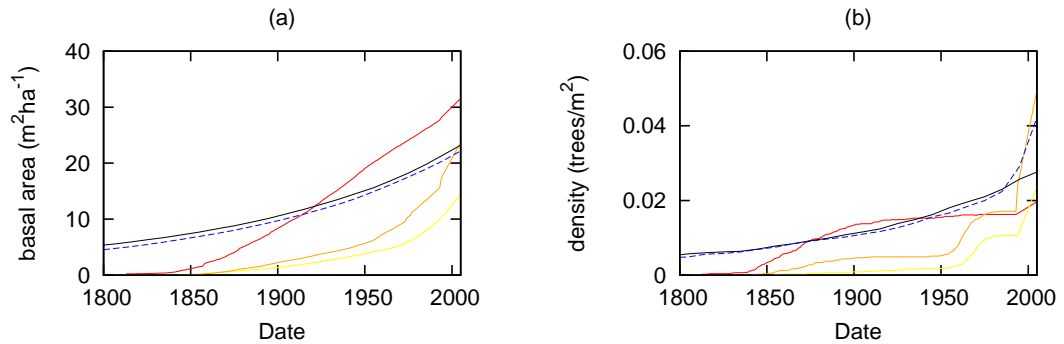 (a)
40
30
20
10
0
1800 1850 1900 1950 2000
basal area (m²ha⁻¹)
Date
(b)
0.06
0.04
0.02
0
1800 1850 1900 1950 2000
density (trees/m²)
Date